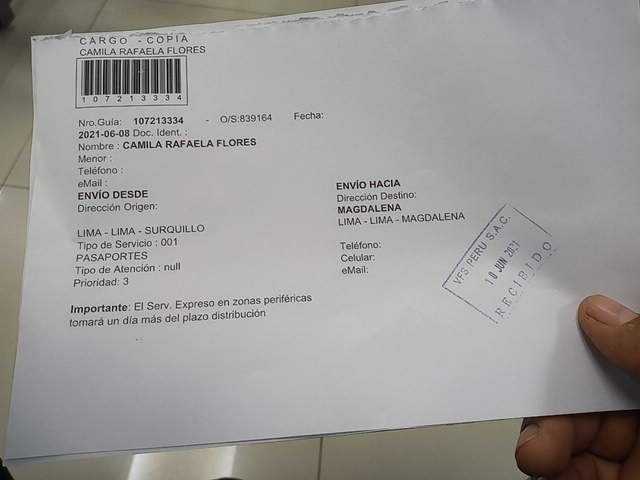 CARGO - COPIA
CAMILA RAFAELA FLORES
107213334
Nro.Guía: 107213334 - O/S:839164 Fecha:
2021-06-08 Doc. Ident. :
Nombre : CAMILA RAFAELA FLORES
Menor :
Teléfono :
eMail :
ENVÍO DESDE
Dirección Origen:
LIMA - LIMA - SURQUILLO
Tipo de Servicio : 001
PASAPORTES
Tipo de Atención : null
Prioridad: 3
ENVÍO HACIA
Dirección Destino:
MAGDALENA
LIMA - LIMA - MAGDALENA
Teléfono:
Celular:
eMail:
VFS PERU S.A.C.
10 JUN 2021
RECIBIDO
Importante: El Serv. Expreso en zonas periféricas
tomará un día más del plazo distribución